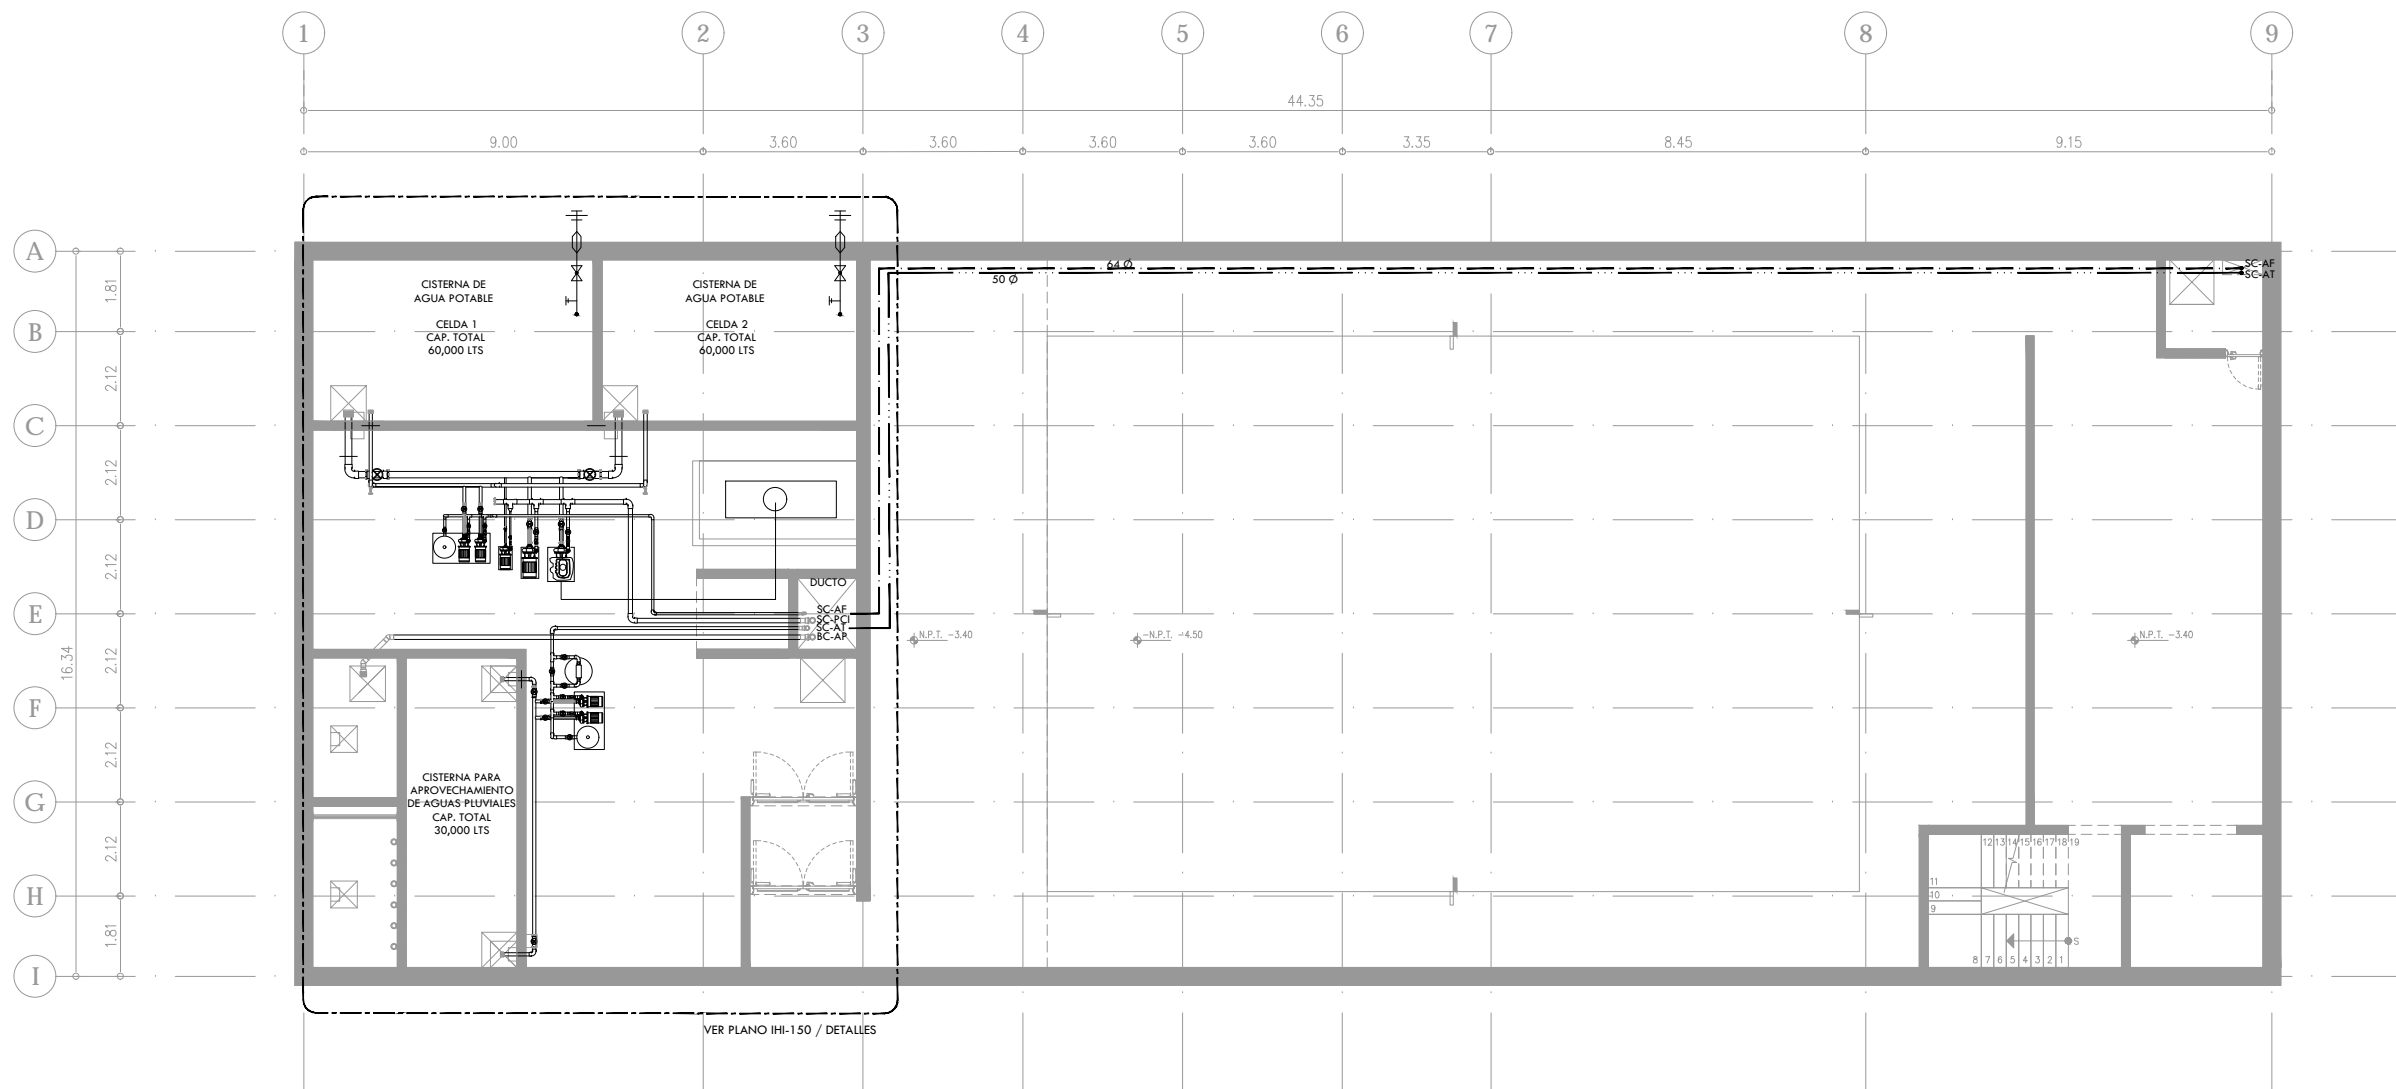 1 2 3 4 5 6 7 8 9
44.35
9.00 3.60 3.60 3.60 3.60 3.35 8.45 9.15
A
B
C
D
E
F
G
H
I
1.81
2.12
2.12
2.12
2.12
2.12
2.12
2.12
1.81
16.34
CISTERNA DE
AGUA POTABLE
CELDA 1
CAP. TOTAL
60,000 LTS
CISTERNA DE
AGUA POTABLE
CELDA 2
CAP. TOTAL
60,000 LTS
64 Ø
50 Ø
SC-AF
SC-AT
DUCTO
SC-AF
SC-PCI
SC-AT
BC-AP
N.P.T. -3.40
N.P.T. -4.50
N.P.T. -3.40
CISTERNA PARA
APROVECHAMIENTO
DE AGUAS PLUVIALES
CAP. TOTAL
30,000 LTS
12 13 14 15 16 17 18 19
11
10
9
S
8 7 6 5 4 3 2 1
VER PLANO IHI-150 / DETALLES